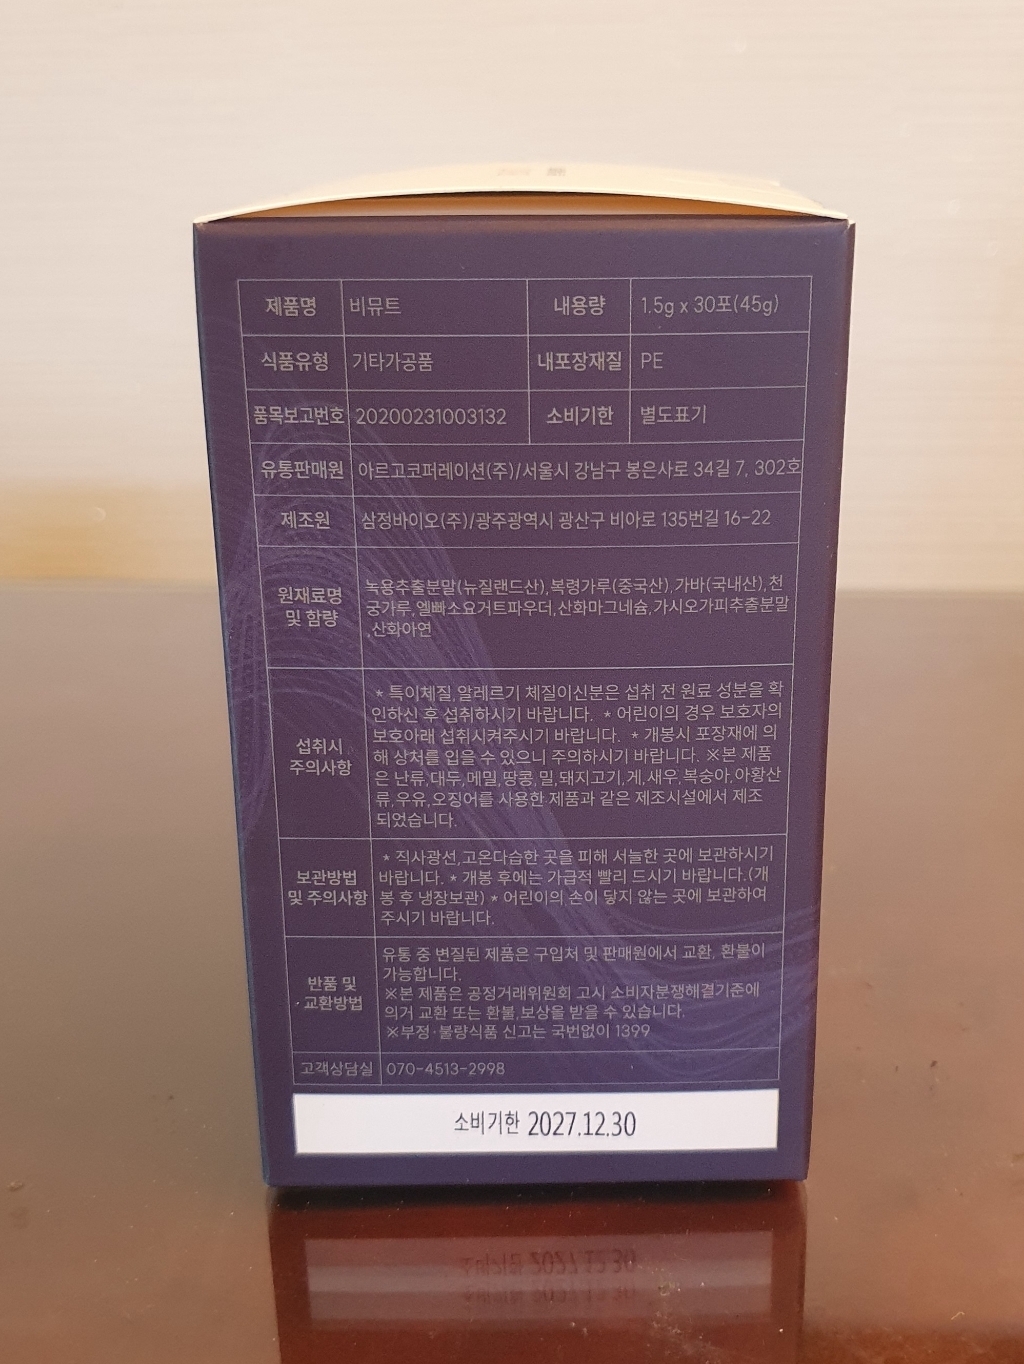 제품명 비뮤트 내용량 1.5g x 30포(45g)
식품유형 기타가공품 내포장재질 PE
품목보고번호 20200231003132 소비기한 별도표기
유통판매원 아르고코퍼레이션(주)/서울시 강남구 봉은사로 34길 7, 302호
제조원 삼정바이오(주)/광주광역시 광산구 비아로 135번길 16-22
원재료명
및 함량
녹용추출분말(뉴질랜드산),복령가루(중국산),가바(국내산),천
궁가루,엘빠소요거트파우더,산화마그네슘,가시오가피추출분말
,산화아연
섭취시
주의사항
* 특이체질,알레르기 체질이신분은 섭취 전 원료 성분을 확
인하신 후 섭취하시기 바랍니다. * 어린이의 경우 보호자의
보호아래 섭취시켜주시기 바랍니다. * 개봉시 포장재에 의
해 상처를 입을 수 있으니 주의하시기 바랍니다. ※본 제품
은 난류,대두,메밀,땅콩,밀,돼지고기,게,새우,복숭아,아황산
류,우유,오징어를 사용한 제품과 같은 제조시설에서 제조
되었습니다.
보관방법
및 주의사항
* 직사광선,고온다습한 곳을 피해 서늘한 곳에 보관하시기
바랍니다. * 개봉 후에는 가급적 빨리 드시기 바랍니다.(개
봉 후 냉장보관) * 어린이의 손이 닿지 않는 곳에 보관하여
주시기 바랍니다.
반품 및
교환방법
유통 중 변질된 제품은 구입처 및 판매원에서 교환, 환불이
가능합니다.
※본 제품은 공정거래위원회 고시 소비자분쟁해결기준에
의거 교환 또는 환불,보상을 받을 수 있습니다.
※부정·불량식품 신고는 국번없이 1399
고객상담실 070-4513-2998
소비기한 2027.12.30